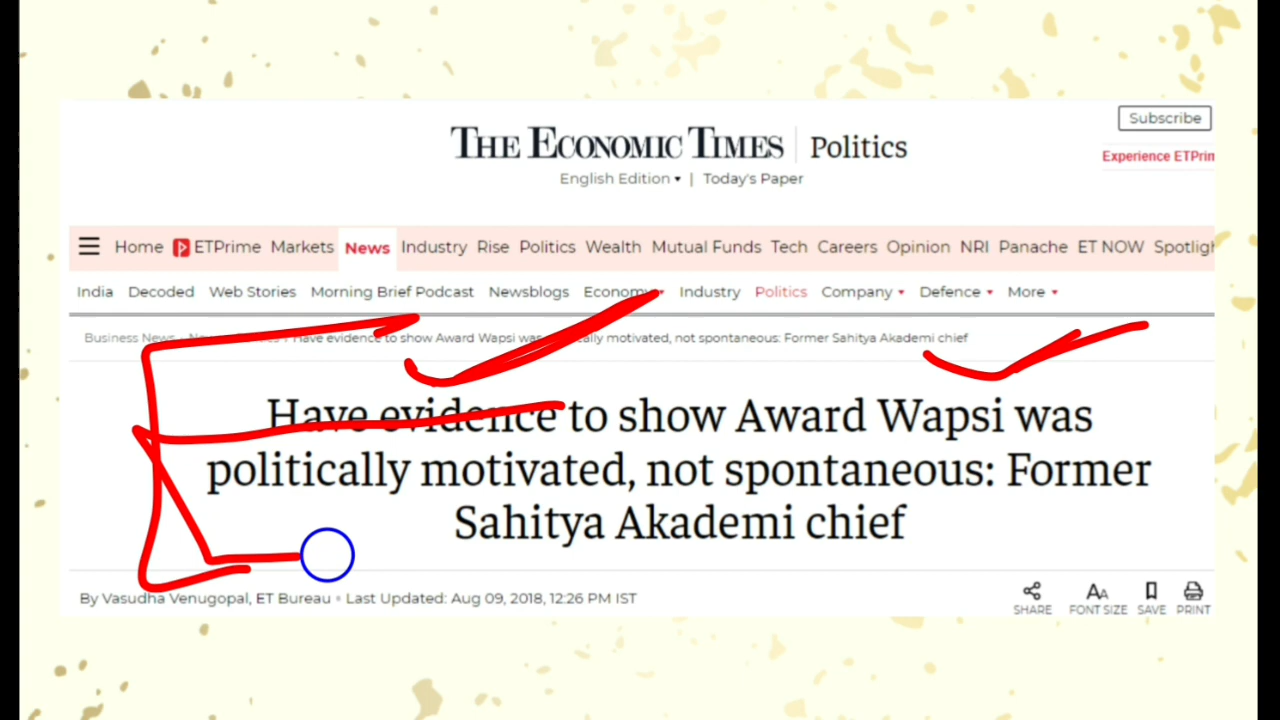 Subscribe
THE ECONOMIC TIMES | Politics
Experience ETPrim
English Edition ▾ | Today's Paper
☰ Home ETPrime Markets News Industry Rise Politics Wealth Mutual Funds Tech Careers Opinion NRI Panache ET NOW Spotligh
India Decoded Web Stories Morning Brief Podcast Newsblogs Economy ▾ Industry Politics Company ▾ Defence ▾ More ▾
Business News Have evidence to show Award Wapsi was politically motivated, not spontaneous: Former Sahitya Akademi chief
Have evidence to show Award Wapsi was
politically motivated, not spontaneous: Former
Sahitya Akademi chief
By Vasudha Venugopal, ET Bureau • Last Updated: Aug 09, 2018, 12:26 PM IST
SHARE FONT SIZE SAVE PRINT